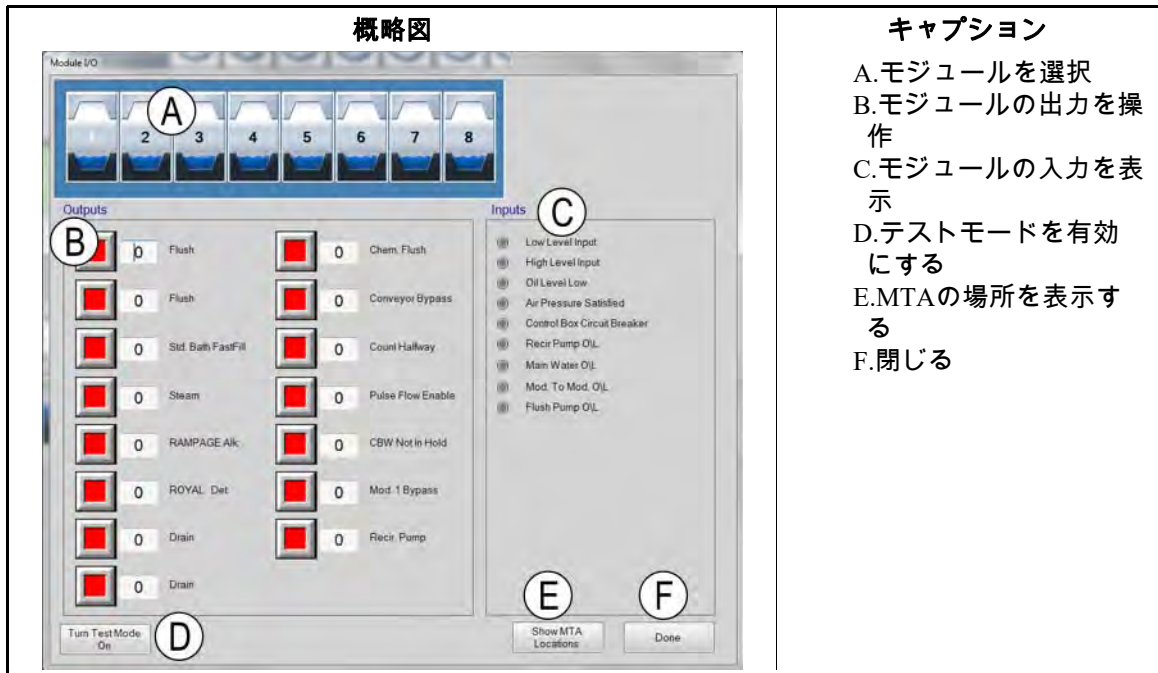 概略図
Module I/O
1 2 3 4 5 6 7 8
A
Outputs
B
0 Flush
0 Flush
0 Std. Bath FastFill
0 Steam
0 RAMPAGE Alk
0 ROYAL Det
0 Drain
0 Drain
0 Chem. Flush
0 Conveyor Bypass
0 Count Halfway
0 Pulse Flow Enable
0 CBW Not In Hold
0 Mod. 1 Bypass
0 Recir. Pump
Inputs
C
Low Level Input
High Level Input
Oil Level Low
Air Pressure Satisfied
Control Box Circuit Breaker
Recir Pump O\L
Main Water O\L
Mod. To Mod. O\L
Flush Pump O\L
Turn Test Mode
On
D
E
Show MTA
Locations
F
Done
キャプション
A.モジュールを選択
B.モジュールの出力を操
作
C.モジュールの入力を表
示
D.テストモードを有効
にする
E.MTAの場所を表示す
る
F.閉じる